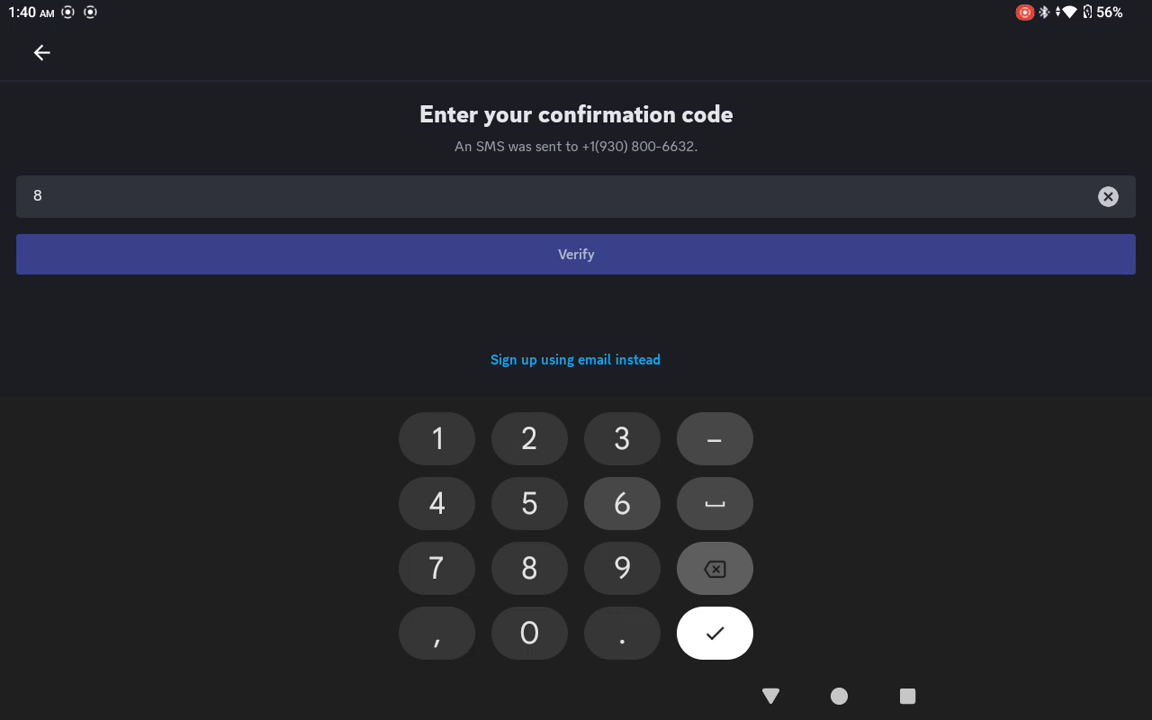 1:40 AM 56%
Enter your confirmation code
An SMS was sent to +1(930) 800-6632.
8
Verify
Sign up using email instead
1 2 3 –
4 5 6
7 8 9
, 0 .